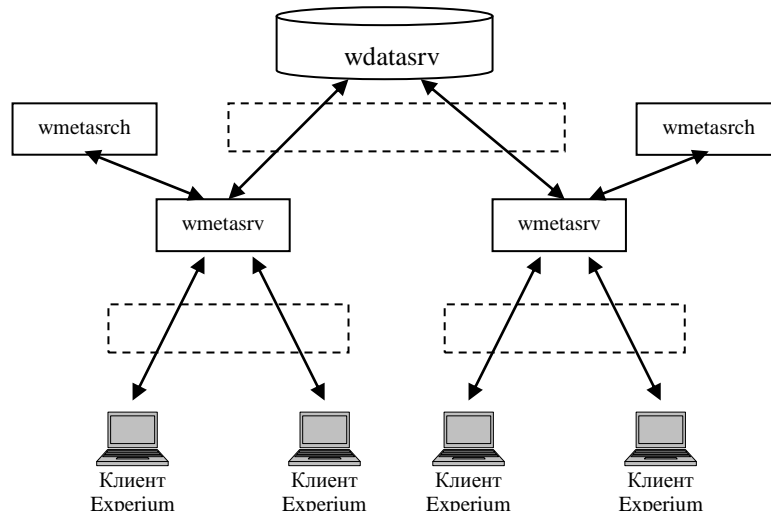 wdatasrv
wmetasrch
wmetasrch
wmetasrv
wmetasrv
Клиент
Experium
Клиент
Experium
Клиент
Experium
Клиент
Experium